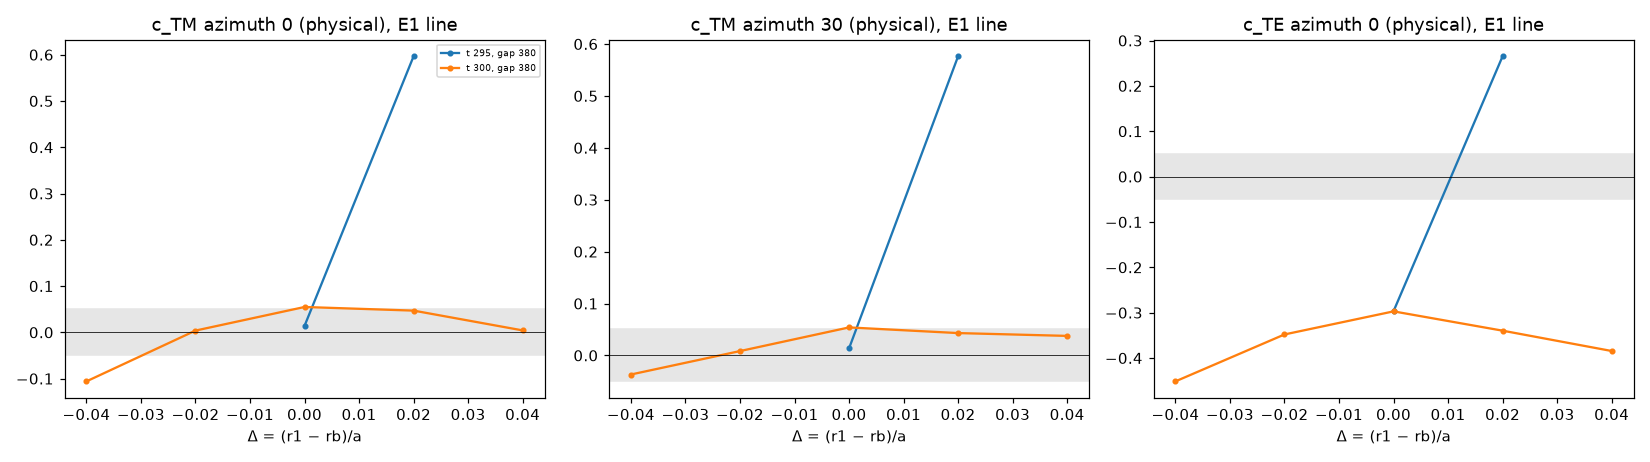 c_TM azimuth 0 (physical), E1 line
0.6
0.5
0.4
0.3
0.2
0.1
0.0
−0.1
t 295, gap 380
t 300, gap 380
−0.04 −0.03 −0.02 −0.01 0.00 0.01 0.02 0.03 0.04
Δ = (r1 − rb)/a
c_TM azimuth 30 (physical), E1 line
0.6
0.5
0.4
0.3
0.2
0.1
0.0
−0.04 −0.03 −0.02 −0.01 0.00 0.01 0.02 0.03 0.04
Δ = (r1 − rb)/a
c_TE azimuth 0 (physical), E1 line
0.3
0.2
0.1
0.0
−0.1
−0.2
−0.3
−0.4
−0.04 −0.03 −0.02 −0.01 0.00 0.01 0.02 0.03 0.04
Δ = (r1 − rb)/a